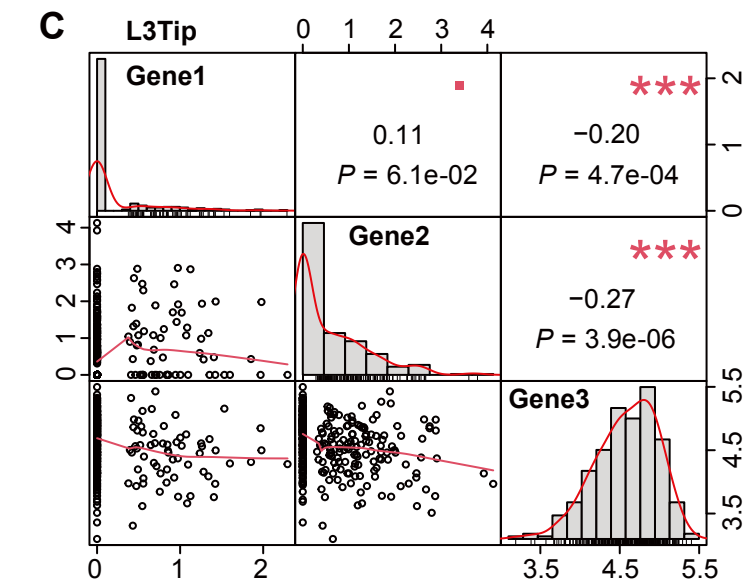 C L3Tip 0 1 2 3 4
Gene1 ***
2
0.11 −0.20
1
P = 6.1e-02 P = 4.7e-04
0
4 Gene2 ***
3
−0.27
2
P = 3.9e-06
1
0
Gene3 5.5
4.5
3.5
0 1 2 3.5 4.5 5.5